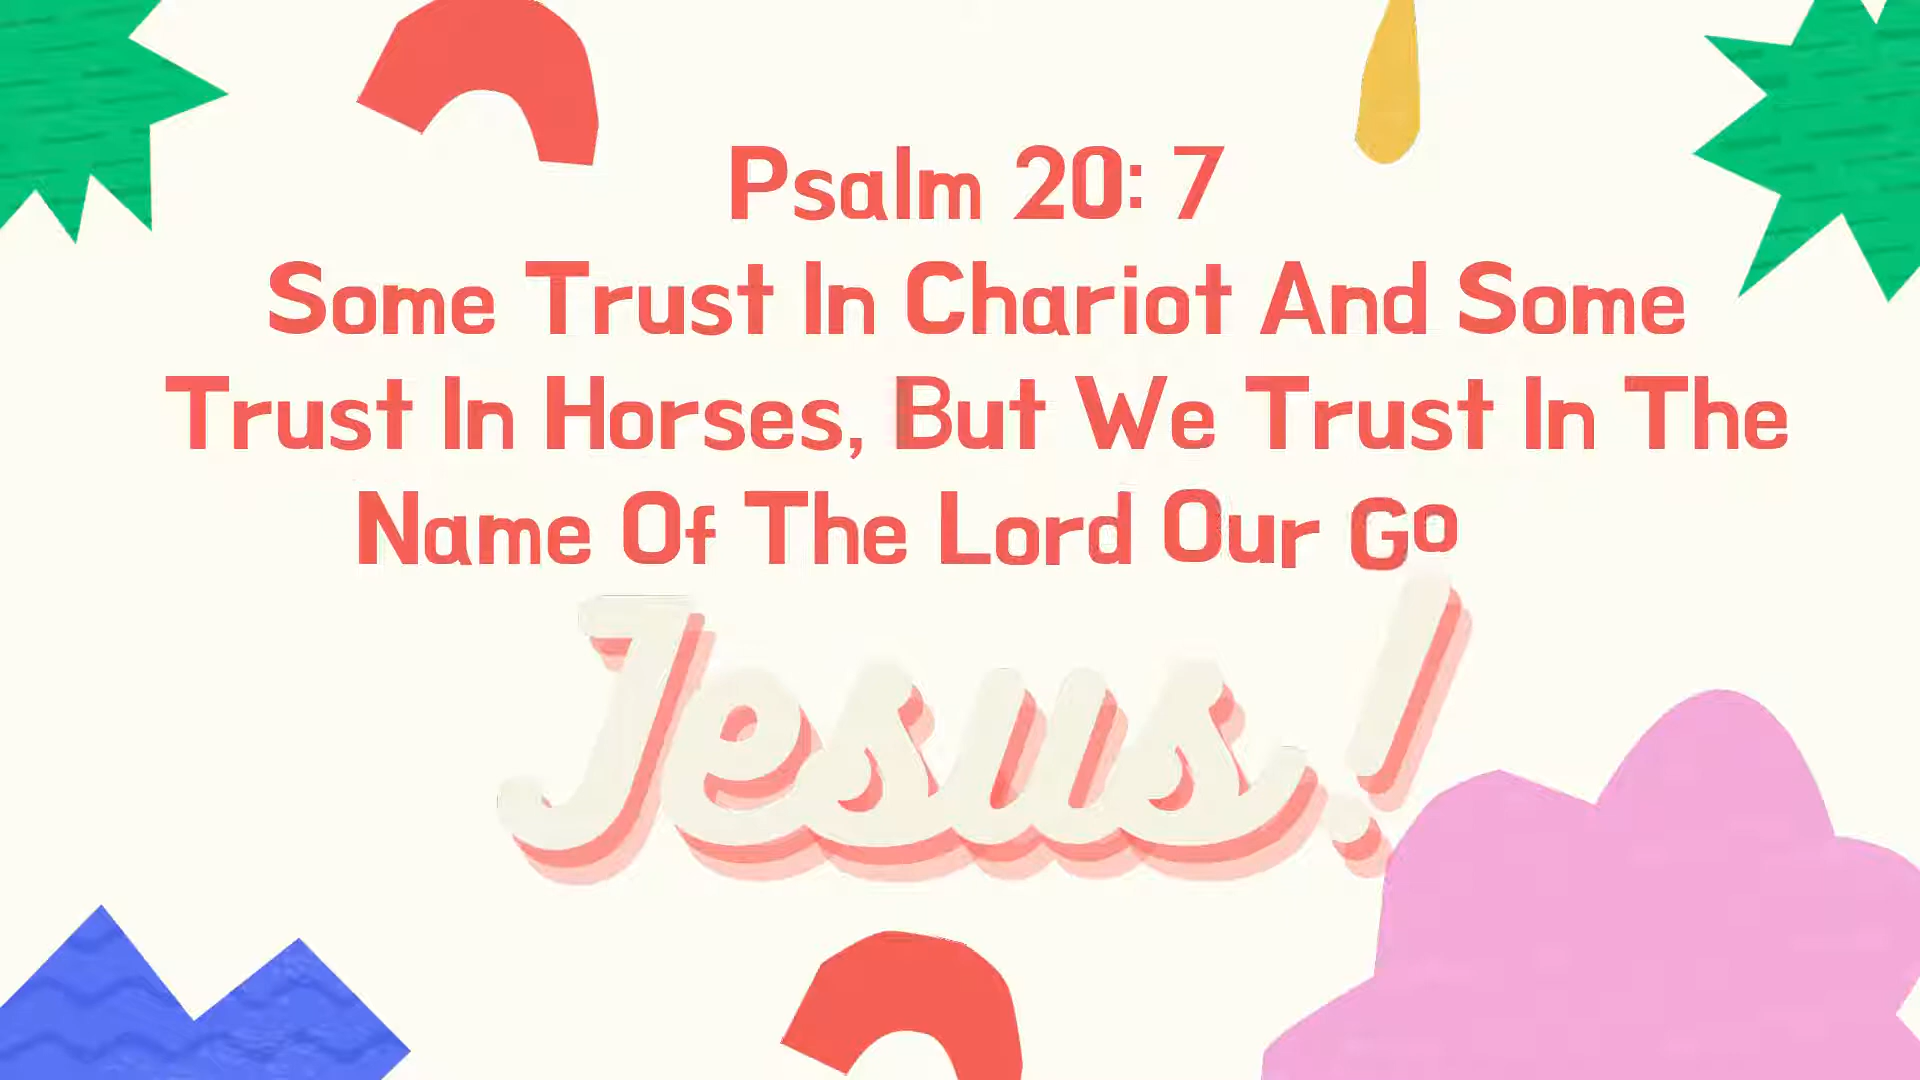 Psalm 20: 7
Some Trust In Chariot And Some
Trust In Horses, But We Trust In The
Name Of The Lord Our Go
Jesus!